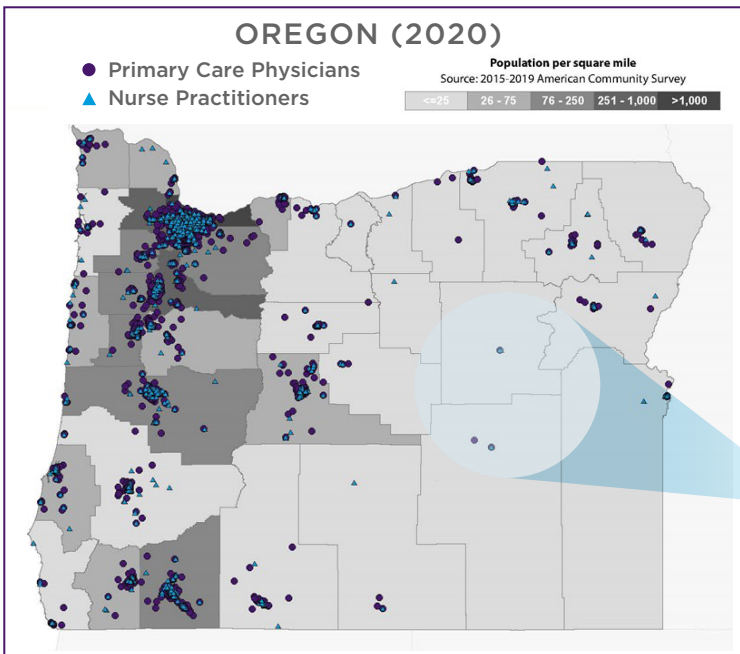 OREGON (2020)
Primary Care Physicians
Nurse Practitioners
Population per square mile
Source: 2015-2019 American Community Survey
<=25 26 - 75 76 - 250 251 - 1,000 >1,000